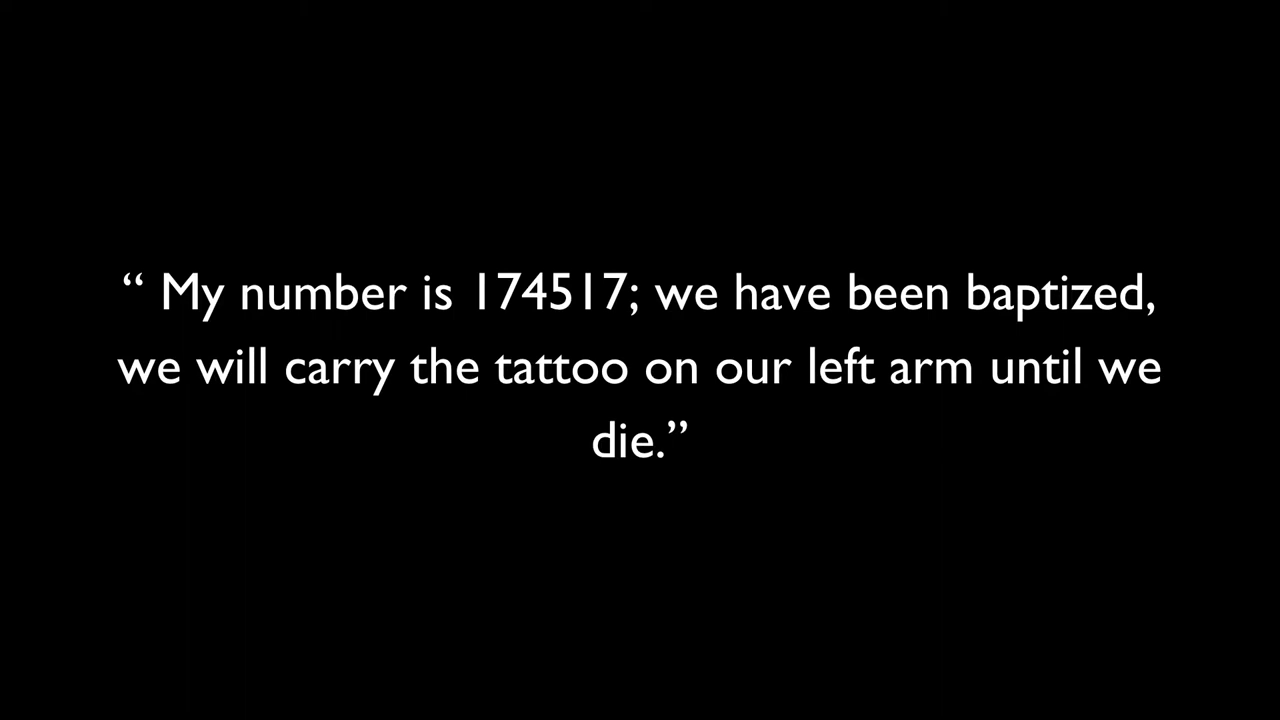 “ My number is 174517; we have been baptized,
we will carry the tattoo on our left arm until we
die.”